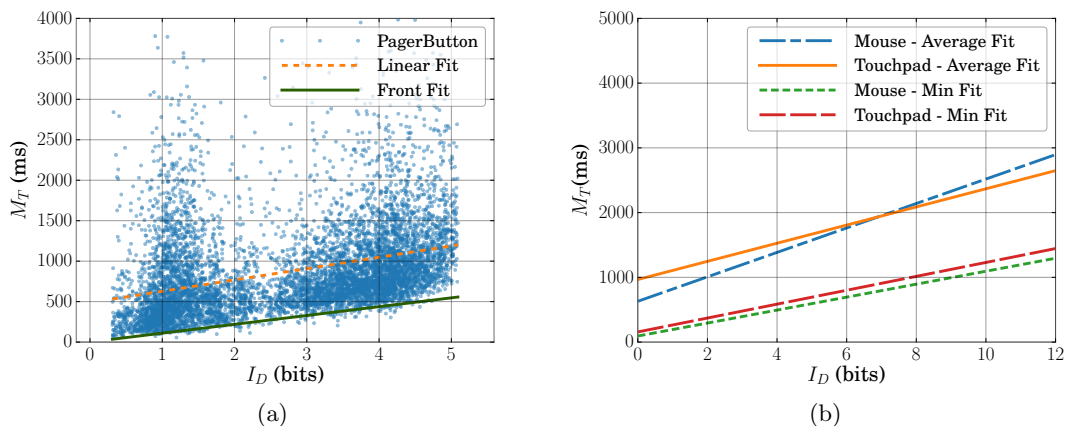 4000
3500
3000
2500
2000
1500
1000
500
0
M_T (ms)
PagerButton
Linear Fit
Front Fit
0 1 2 3 4 5
I_D (bits)
(a)
5000
4000
3000
2000
1000
0
M_T(ms)
Mouse - Average Fit
Touchpad - Average Fit
Mouse - Min Fit
Touchpad - Min Fit
0 2 4 6 8 10 12
I_D (bits)
(b)